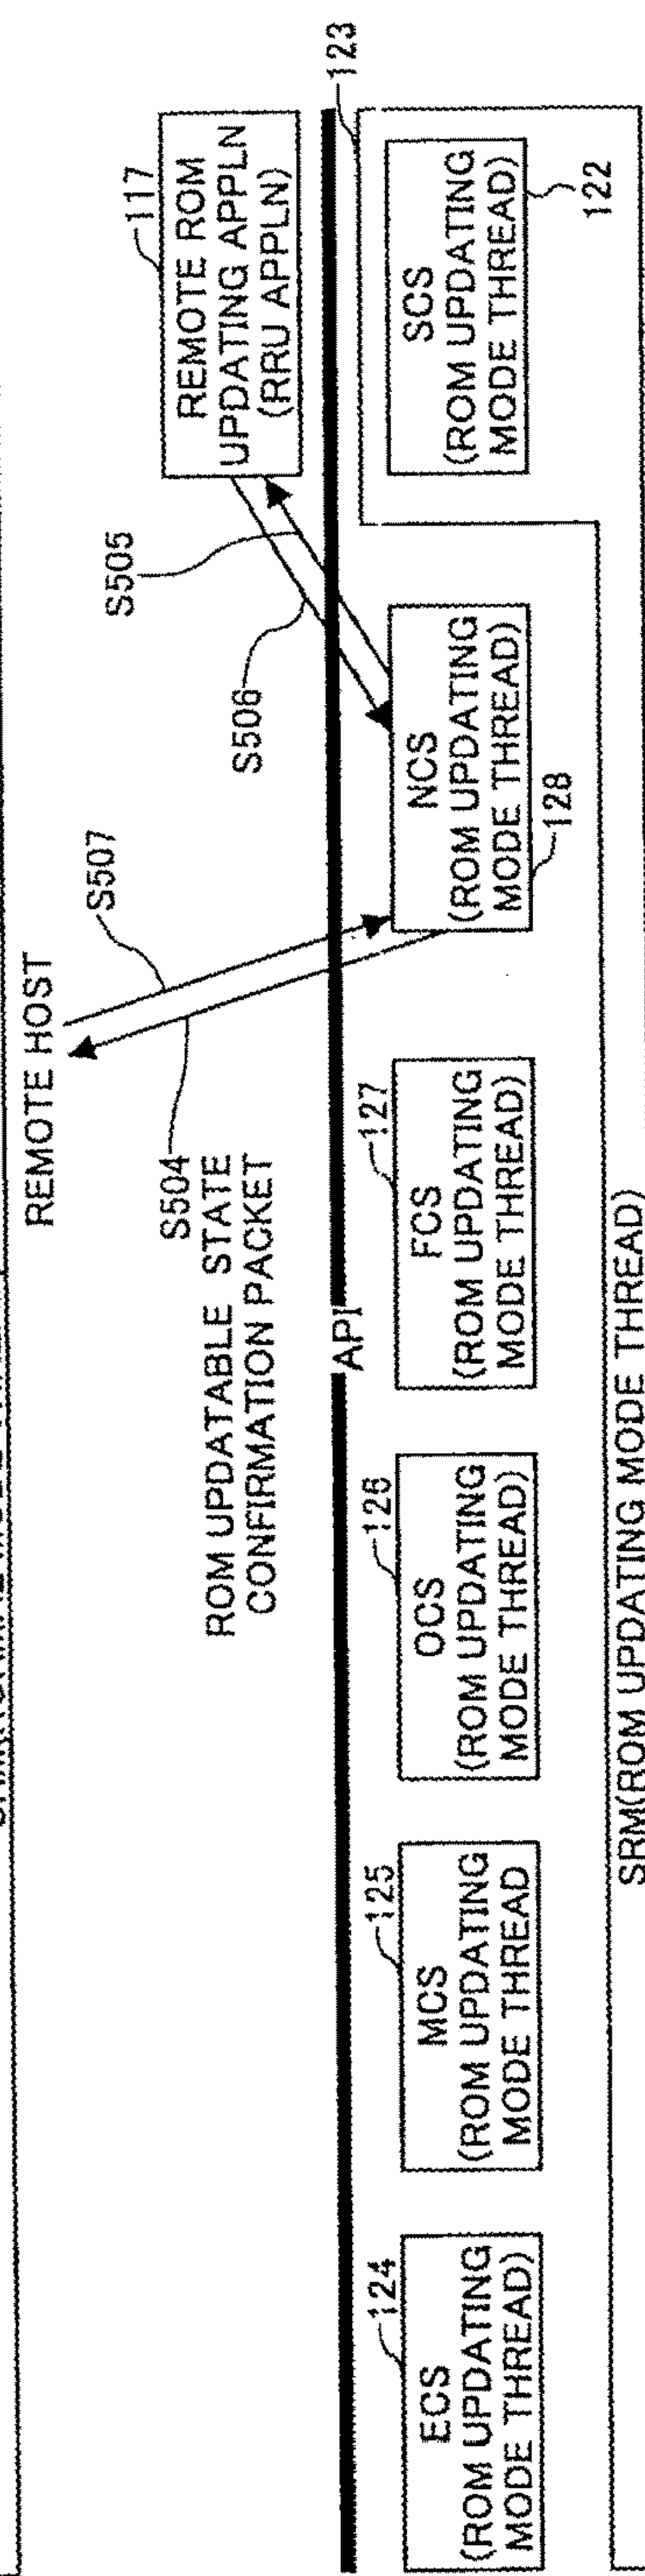 REMOTE HOST
S507
S504
ROM UPDATABLE STATE
CONFIRMATION PACKET
S505
S506
117
REMOTE ROM
UPDATING APPLN
(RRU APPLN)
API
123
124
ECS
(ROM UPDATING
MODE THREAD)
125
MCS
(ROM UPDATING
MODE THREAD
126
OCS
(ROM UPDATING
MODE THREAD)
127
FCS
(ROM UPDATING
MODE THREAD)
NCS
(ROM UPDATING
MODE THREAD)
128
SCS
(ROM UPDATING
MODE THREAD)
122
SRM(ROM UPDATING MODE THREAD)